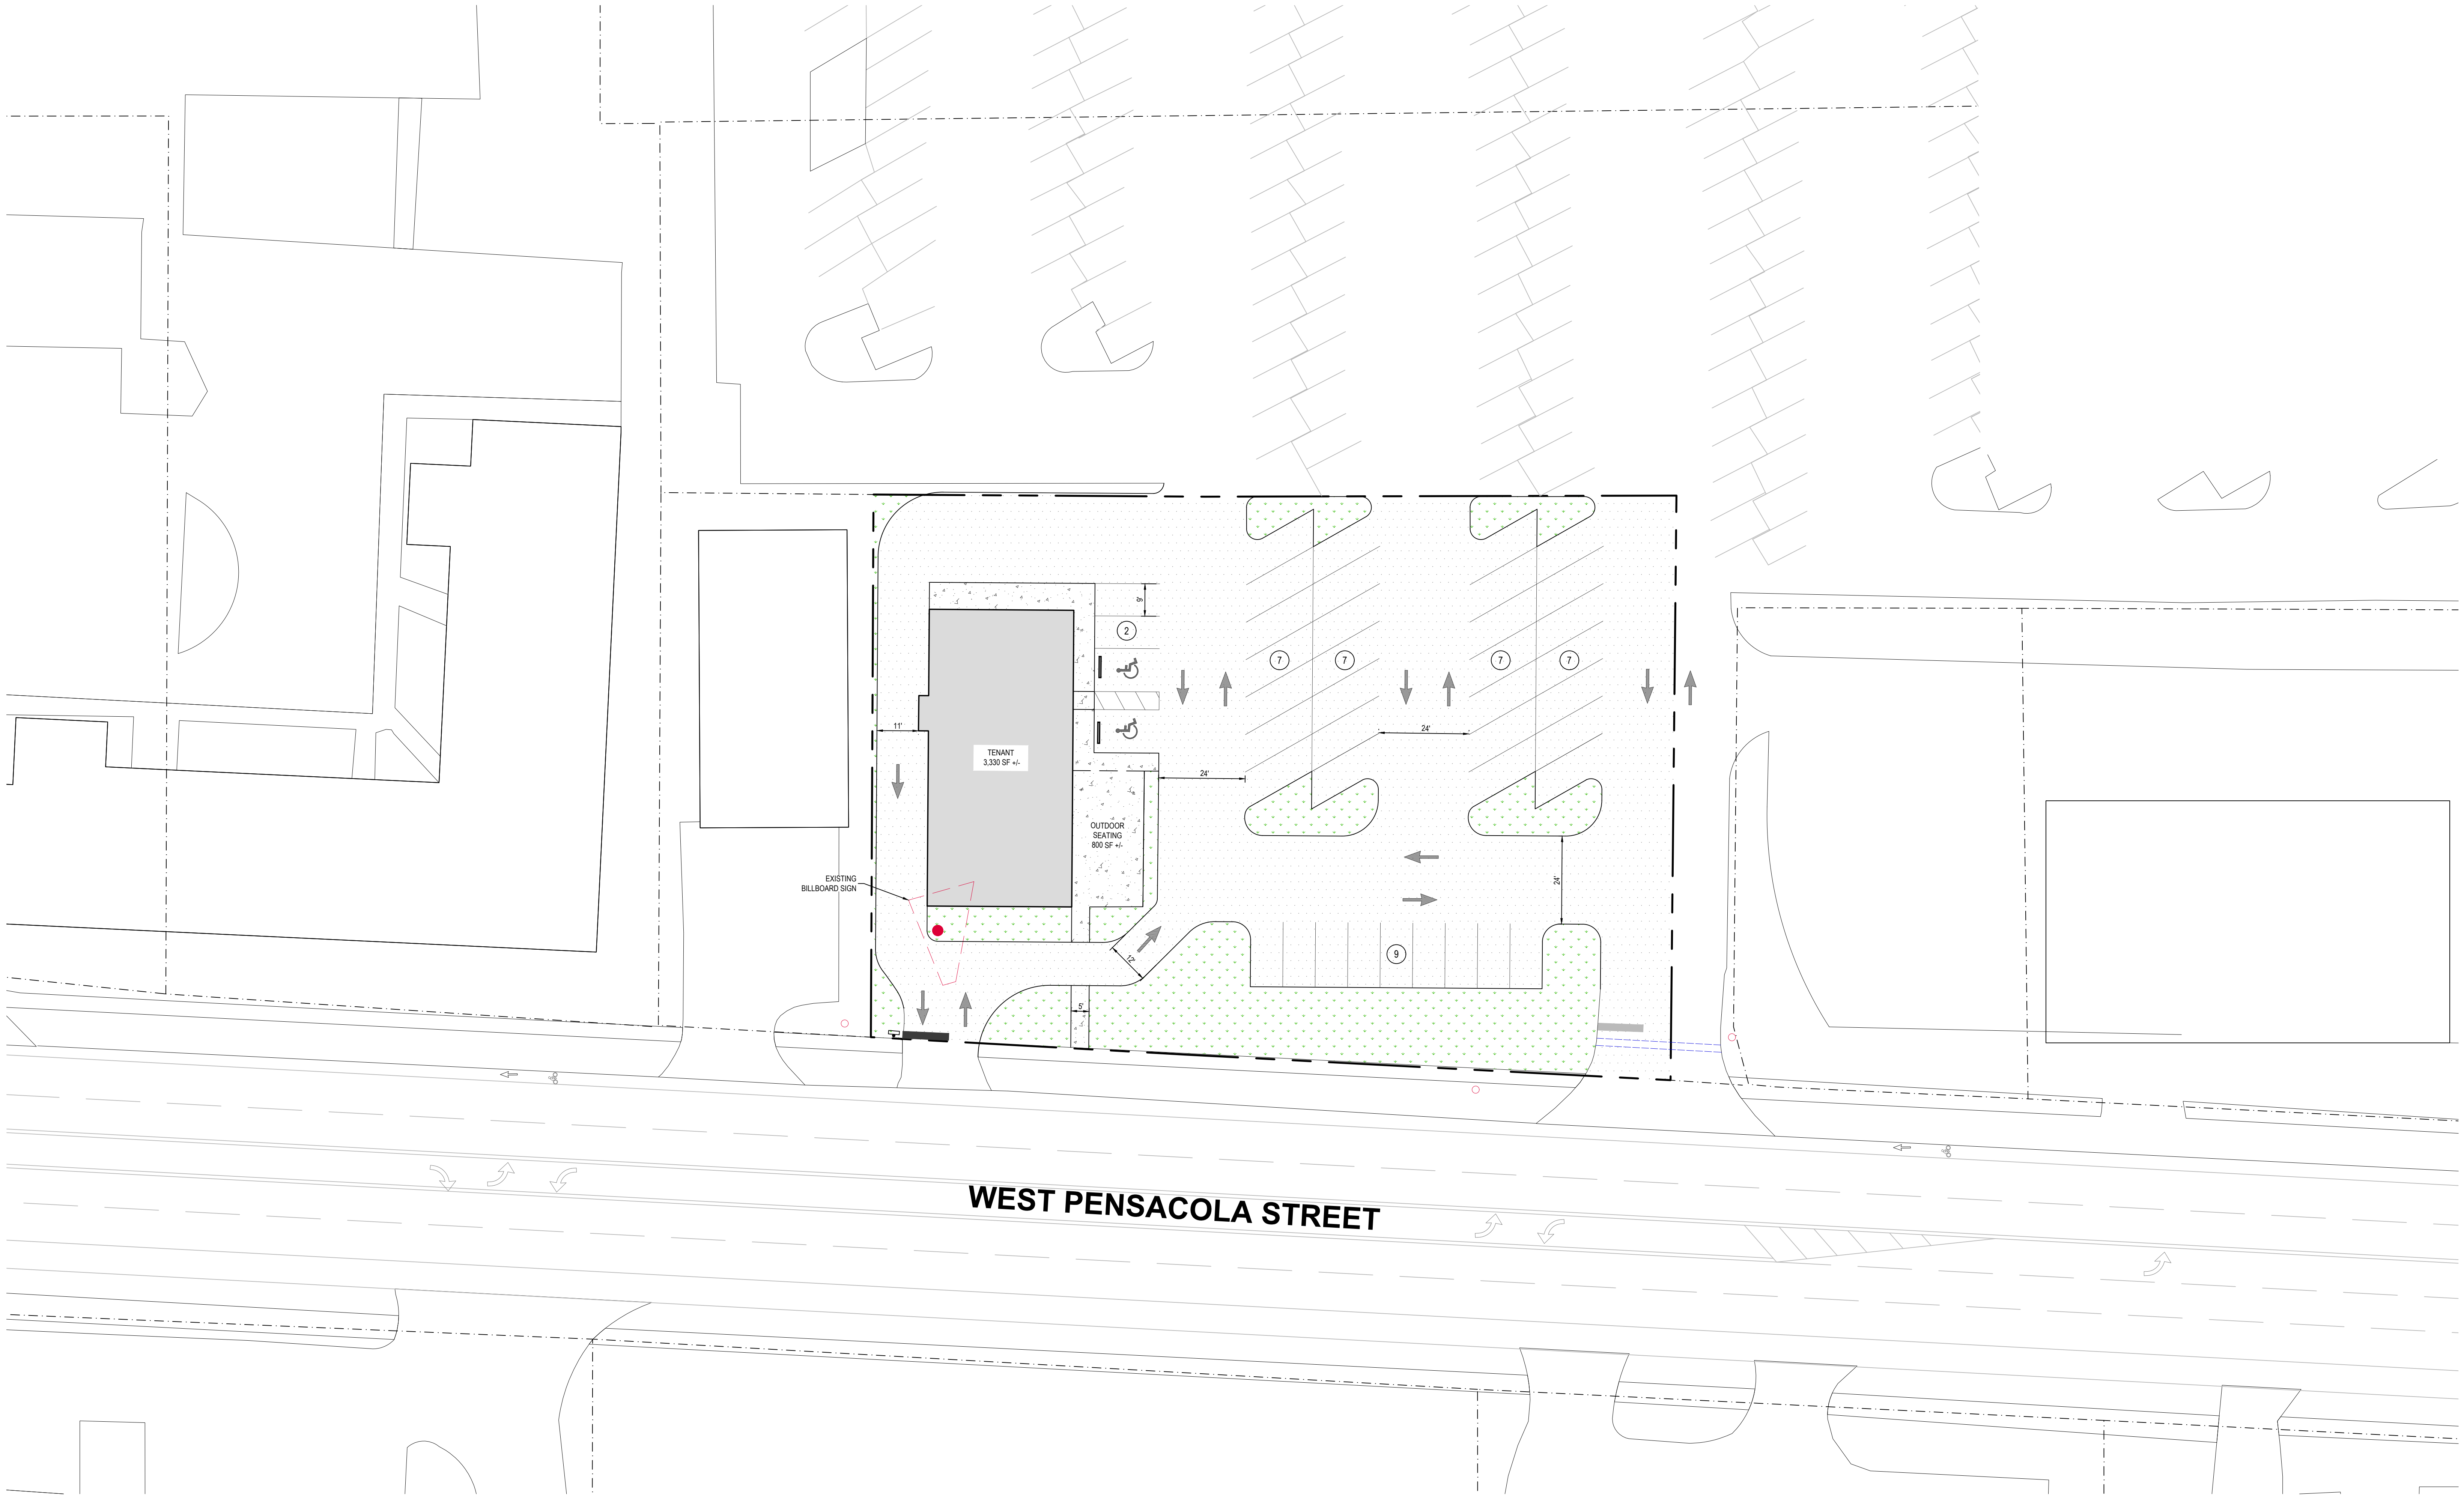 9'
2
7
7
7
7
11'
24'
TENANT
3,330 SF +/-
24'
OUTDOOR
SEATING
800 SF +/-
EXISTING
BILLBOARD SIGN
24'
9
12'
5'
WEST PENSACOLA STREET